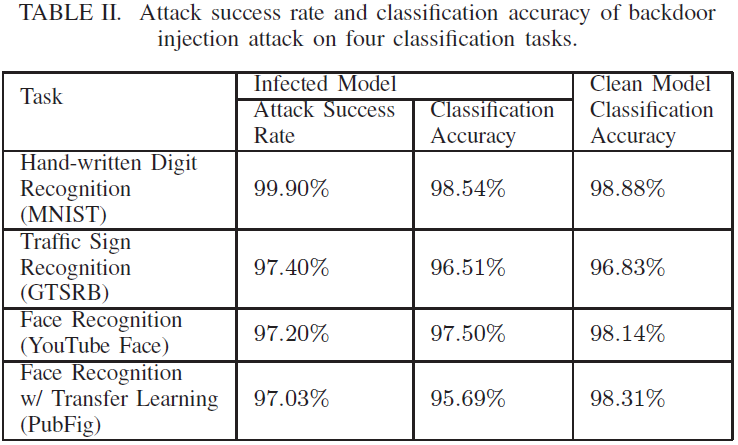 TABLE II. Attack success rate and classification accuracy of backdoor
injection attack on four classification tasks.
Task
Infected Model
Clean Model
Classification
Accuracy
Attack Success
Rate
Classification
Accuracy
Hand-written Digit
Recognition
(MNIST)
99.90%
98.54%
98.88%
Traffic Sign
Recognition
(GTSRB)
97.40%
96.51%
96.83%
Face Recognition
(YouTube Face)
97.20%
97.50%
98.14%
Face Recognition
w/ Transfer Learning
(PubFig)
97.03%
95.69%
98.31%